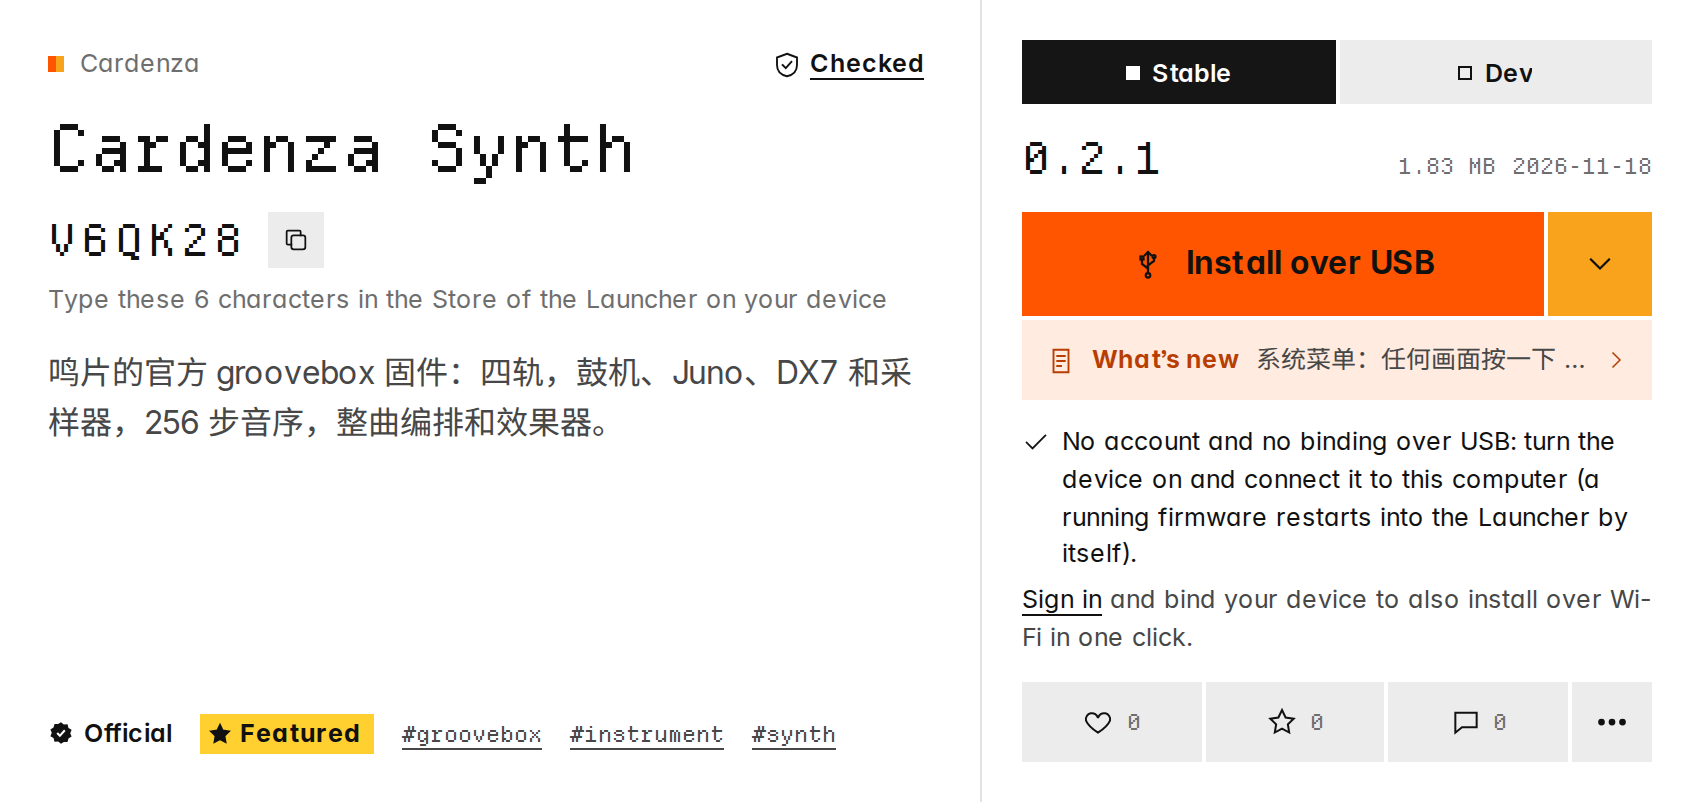 Cardenza
Checked
Cardenza Synth
V6QK28
Type these 6 characters in the Store of the Launcher on your device
鸣片的官方 groovebox 固件：四轨，鼓机、Juno、DX7 和采
样器，256 步音序，整曲编排和效果器。
Official
Featured
#groovebox
#instrument
#synth
Stable
Dev
0.2.1
1.83 MB 2026-11-18
Install over USB
What’s new 系统菜单：任何画面按一下 ...
No account and no binding over USB: turn the
device on and connect it to this computer (a
running firmware restarts into the Launcher by
itself).
Sign in and bind your device to also install over Wi-
Fi in one click.
0
0
0